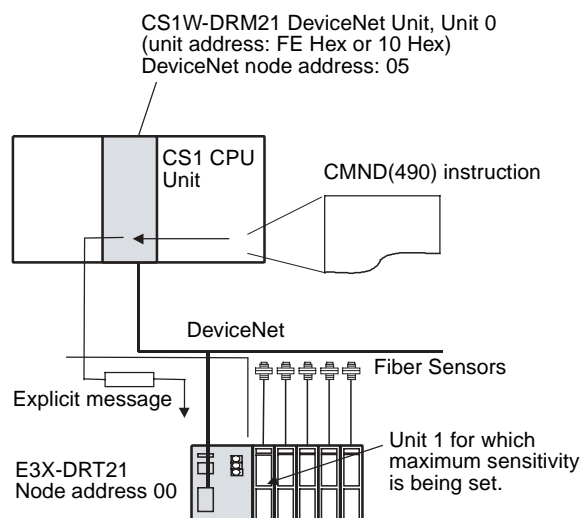 CS1W-DRM21 DeviceNet Unit, Unit 0
(unit address: FE Hex or 10 Hex)
DeviceNet node address: 05
CS1 CPU
Unit
CMND(490) instruction
DeviceNet
Fiber Sensors
Explicit message
Unit 1 for which
maximum sensitivity
is being set.
E3X-DRT21
Node address 00